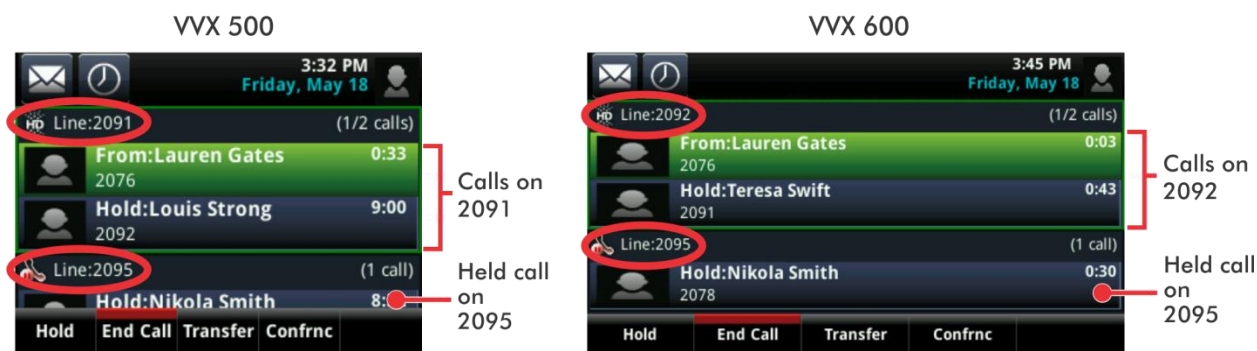 VVX 500
3:32 PM
Friday, May 18
HD Line:2091 (1/2 calls)
From:Lauren Gates 0:33
2076
Hold:Louis Strong 9:00
2092
Line:2095 (1 call)
Hold:Nikola Smith
Hold End Call Transfer Confrnc
Calls on
2091
Held call
on
2095
VVX 600
3:45 PM
Friday, May 18
HD Line:2092 (1/2 calls)
From:Lauren Gates 0:03
2076
Hold:Teresa Swift 0:43
2091
Line:2095 (1 call)
Hold:Nikola Smith 0:30
2078
Hold End Call Transfer Confrnc
Calls on
2092
Held call
on
2095